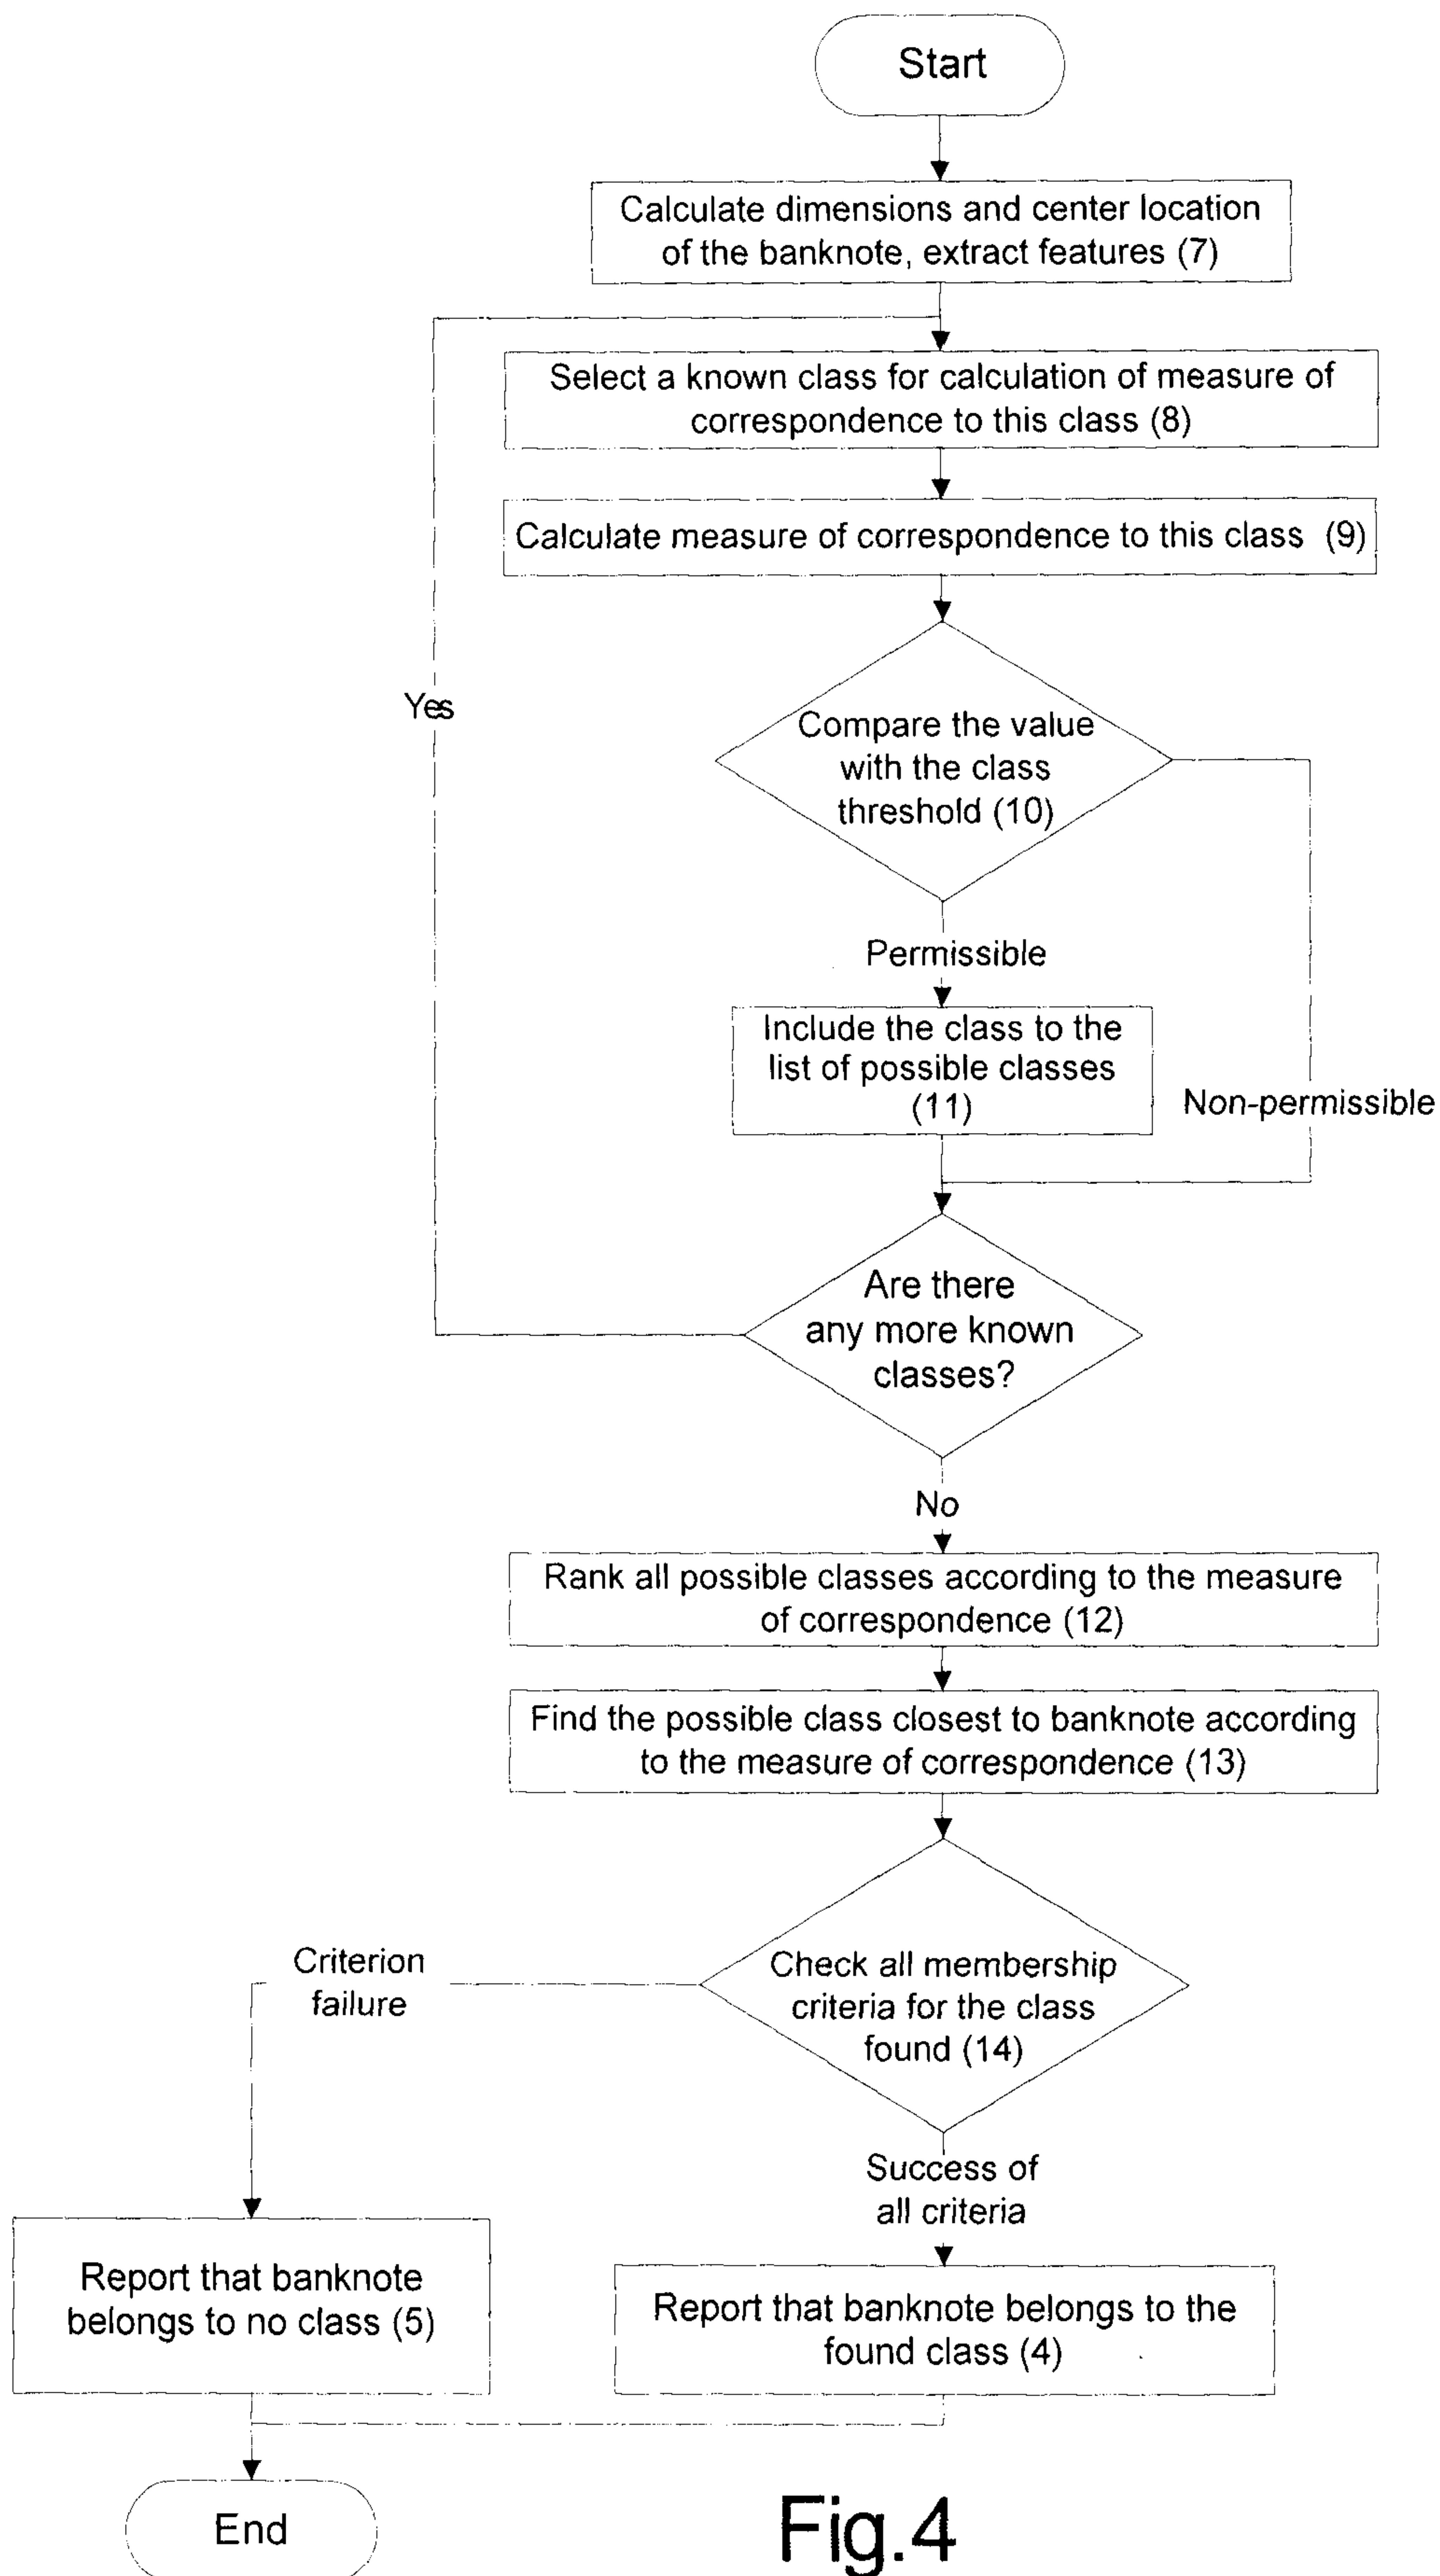 Start
Calculate dimensions and center location
of the banknote, extract features (7)
Select a known class for calculation of measure of
correspondence to this class (8)
Calculate measure of correspondence to this class (9)
Yes
Compare the value
with the class
threshold (10)
Permissible
Include the class to the
list of possible classes
(11)
Non-permissible
Are there
any more known
classes?
No
Rank all possible classes according to the measure
of correspondence (12)
Find the possible class closest to banknote according
to the measure of correspondence (13)
Criterion
failure
Check all membership
criteria for the class
found (14)
Success of
all criteria
Report that banknote
belongs to no class (5)
Report that banknote belongs to the
found class (4)
End
Fig.4